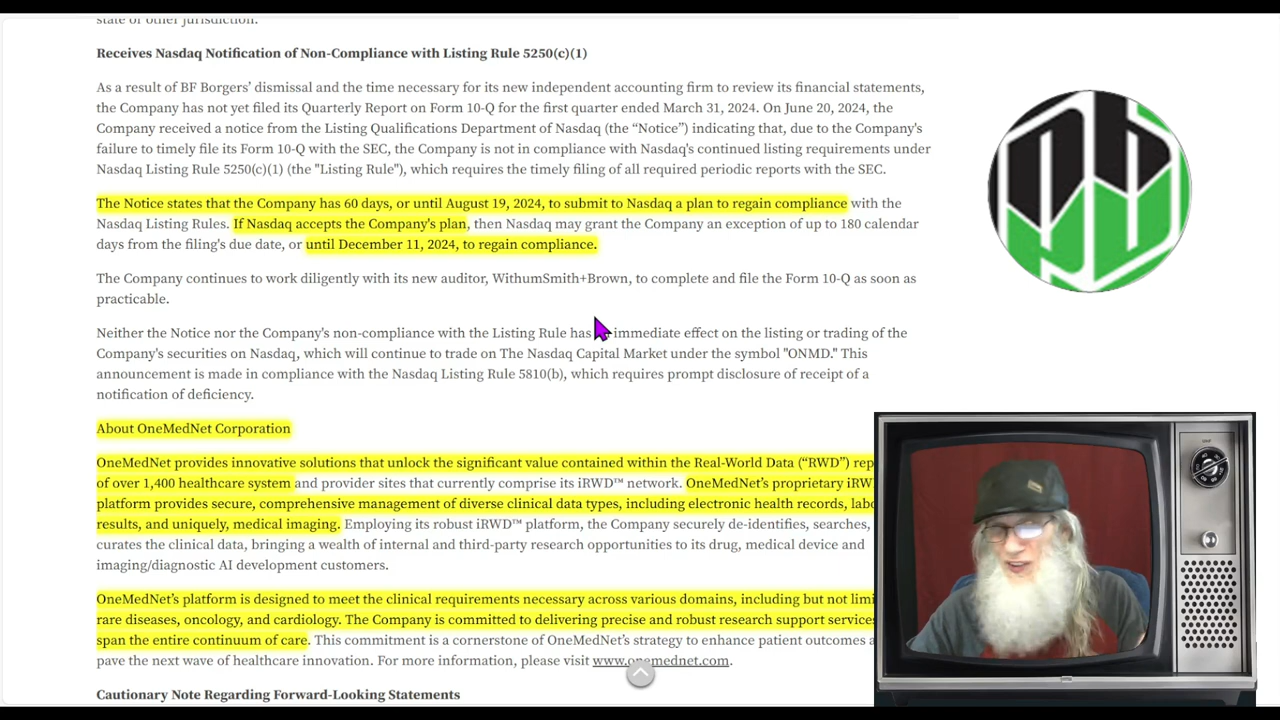 state or other jurisdiction.
Receives Nasdaq Notification of Non-Compliance with Listing Rule 5250(c)(1)
As a result of BF Borgers’ dismissal and the time necessary for its new independent accounting firm to review its financial statements,
the Company has not yet filed its Quarterly Report on Form 10-Q for the first quarter ended March 31, 2024. On June 20, 2024, the
Company received a notice from the Listing Qualifications Department of Nasdaq (the “Notice”) indicating that, due to the Company's
failure to timely file its Form 10-Q with the SEC, the Company is not in compliance with Nasdaq's continued listing requirements under
Nasdaq Listing Rule 5250(c)(1) (the "Listing Rule"), which requires the timely filing of all required periodic reports with the SEC.
The Notice states that the Company has 60 days, or until August 19, 2024, to submit to Nasdaq a plan to regain compliance with the
Nasdaq Listing Rules. If Nasdaq accepts the Company's plan, then Nasdaq may grant the Company an exception of up to 180 calendar
days from the filing's due date, or until December 11, 2024, to regain compliance.
The Company continues to work diligently with its new auditor, WithumSmith+Brown, to complete and file the Form 10-Q as soon as
practicable.
Neither the Notice nor the Company's non-compliance with the Listing Rule has immediate effect on the listing or trading of the
Company's securities on Nasdaq, which will continue to trade on The Nasdaq Capital Market under the symbol "ONMD." This
announcement is made in compliance with the Nasdaq Listing Rule 5810(b), which requires prompt disclosure of receipt of a
notification of deficiency.
About OneMedNet Corporation
OneMedNet provides innovative solutions that unlock the significant value contained within the Real-World Data (“RWD”) rep
of over 1,400 healthcare system and provider sites that currently comprise its iRWD™ network. OneMedNet’s proprietary iRW
platform provides secure, comprehensive management of diverse clinical data types, including electronic health records, lab
results, and uniquely, medical imaging. Employing its robust iRWD™ platform, the Company securely de-identifies, searches,
curates the clinical data, bringing a wealth of internal and third-party research opportunities to its drug, medical device and
imaging/diagnostic AI development customers.
OneMedNet’s platform is designed to meet the clinical requirements necessary across various domains, including but not limi
rare diseases, oncology, and cardiology. The Company is committed to delivering precise and robust research support service
span the entire continuum of care. This commitment is a cornerstone of OneMedNet’s strategy to enhance patient outcomes a
pave the next wave of healthcare innovation. For more information, please visit www.onemednet.com.
Cautionary Note Regarding Forward-Looking Statements